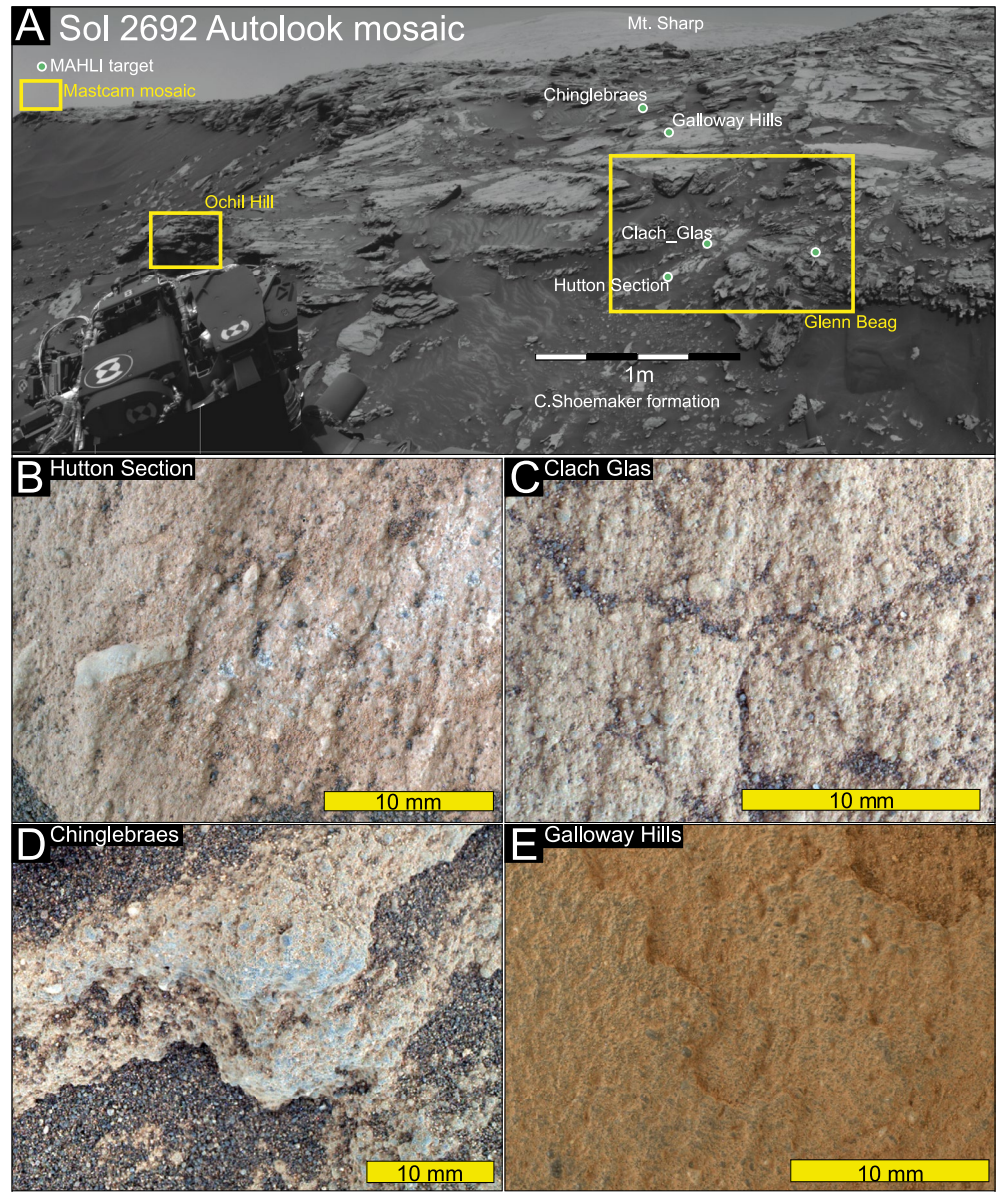 A Sol 2692 Autolook mosaic
Mt. Sharp
MAHLI target
Mastcam mosaic
Chinglebraes
Galloway Hills
Ochil Hill
Clach_Glas
Hutton Section
Glenn Beag
1m
C.Shoemaker formation
B Hutton Section
10 mm
C Clach Glas
10 mm
D Chinglebraes
10 mm
E Galloway Hills
10 mm